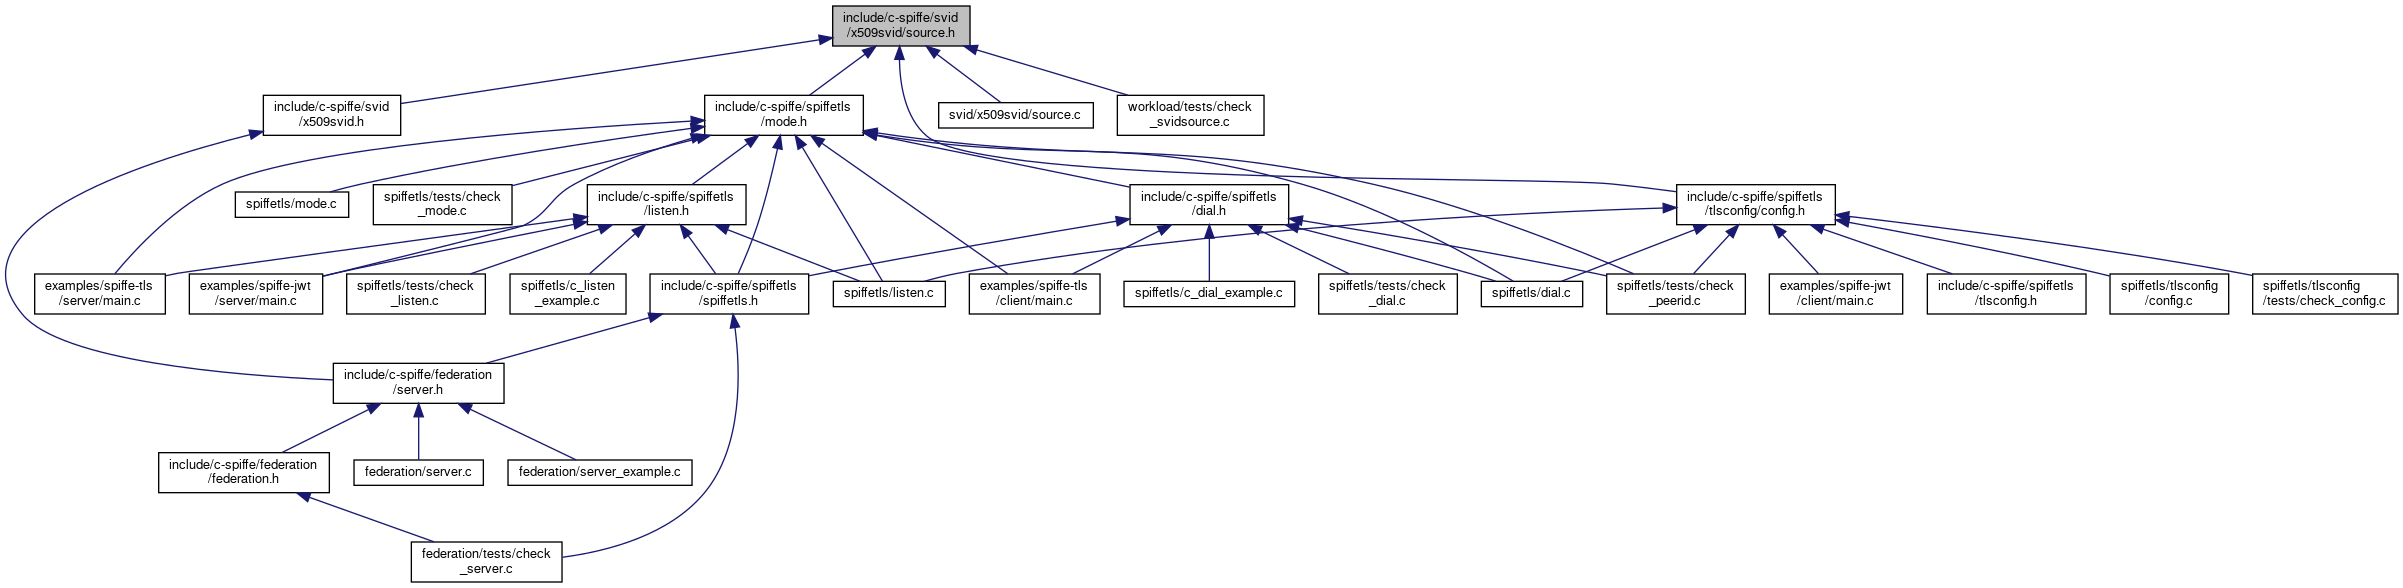 include/c-spiffe/svid
/x509svid/source.h
include/c-spiffe/svid
/x509svid.h
include/c-spiffe/spiffetls
/mode.h
svid/x509svid/source.c
workload/tests/check
_svidsource.c
spiffetls/mode.c
spiffetls/tests/check
_mode.c
include/c-spiffe/spiffetls
/listen.h
include/c-spiffe/spiffetls
/dial.h
include/c-spiffe/spiffetls
/tlsconfig/config.h
examples/spiffe-tls
/server/main.c
examples/spiffe-jwt
/server/main.c
spiffetls/tests/check
_listen.c
spiffetls/c_listen
_example.c
include/c-spiffe/spiffetls
/spiffetls.h
spiffetls/listen.c
examples/spiffe-tls
/client/main.c
spiffetls/c_dial_example.c
spiffetls/tests/check
_dial.c
spiffetls/dial.c
spiffetls/tests/check
_peerid.c
examples/spiffe-jwt
/client/main.c
include/c-spiffe/spiffetls
/tlsconfig.h
spiffetls/tlsconfig
/config.c
spiffetls/tlsconfig
/tests/check_config.c
include/c-spiffe/federation
/server.h
include/c-spiffe/federation
/federation.h
federation/server.c
federation/server_example.c
federation/tests/check
_server.c